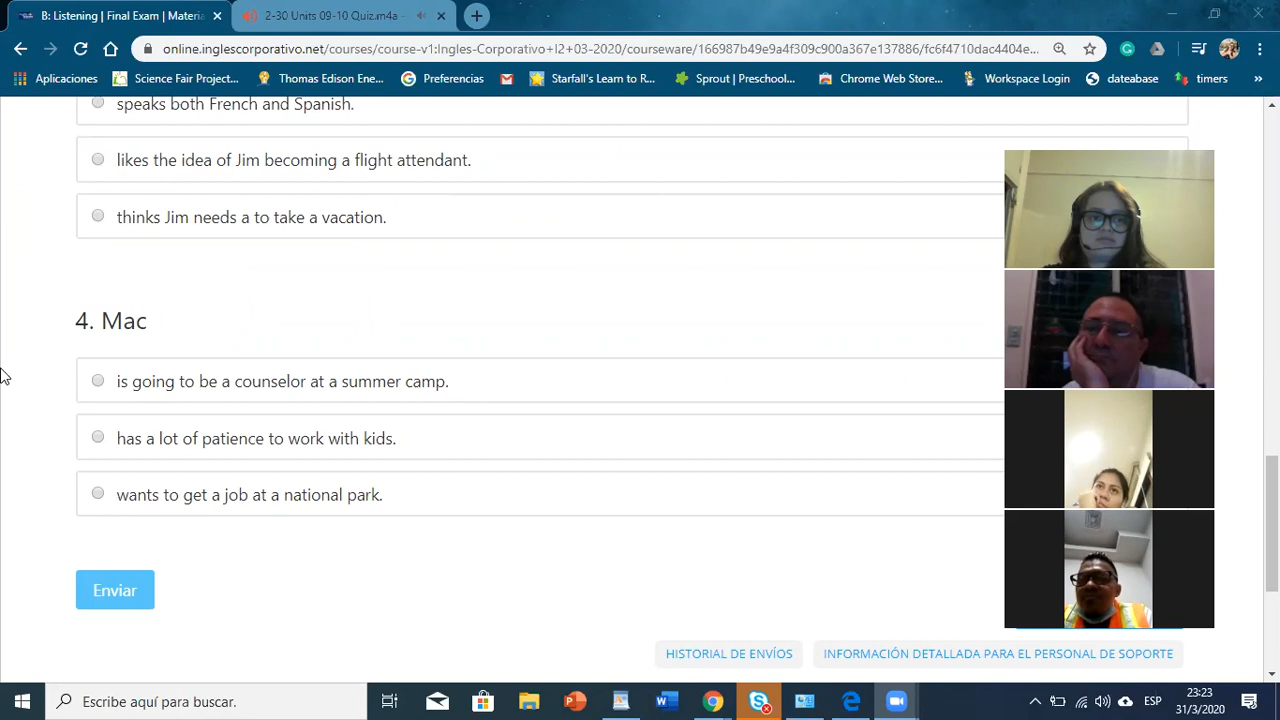 B: Listening | Final Exam | Materia
2-30 Units 09-10 Quiz.m4a -
online.inglescorporativo.net/courses/course-v1:Ingles-Corporativo+I2+03-2020/courseware/166987b49e9a4f309c900a367e137886/fc6f4710dac4404e...
Aplicaciones
Science Fair Project...
Thomas Edison Ene...
Preferencias
Starfall's Learn to R...
Sprout | Preschool...
Chrome Web Store...
Workspace Login
dateabase
timers
»
speaks both French and Spanish.
likes the idea of Jim becoming a flight attendant.
thinks Jim needs a to take a vacation.
4. Mac
is going to be a counselor at a summer camp.
has a lot of patience to work with kids.
wants to get a job at a national park.
Enviar
HISTORIAL DE ENVÍOS
INFORMACIÓN DETALLADA PARA EL PERSONAL DE SOPORTE
Escribe aquí para buscar.
ESP
23:23
31/3/2020